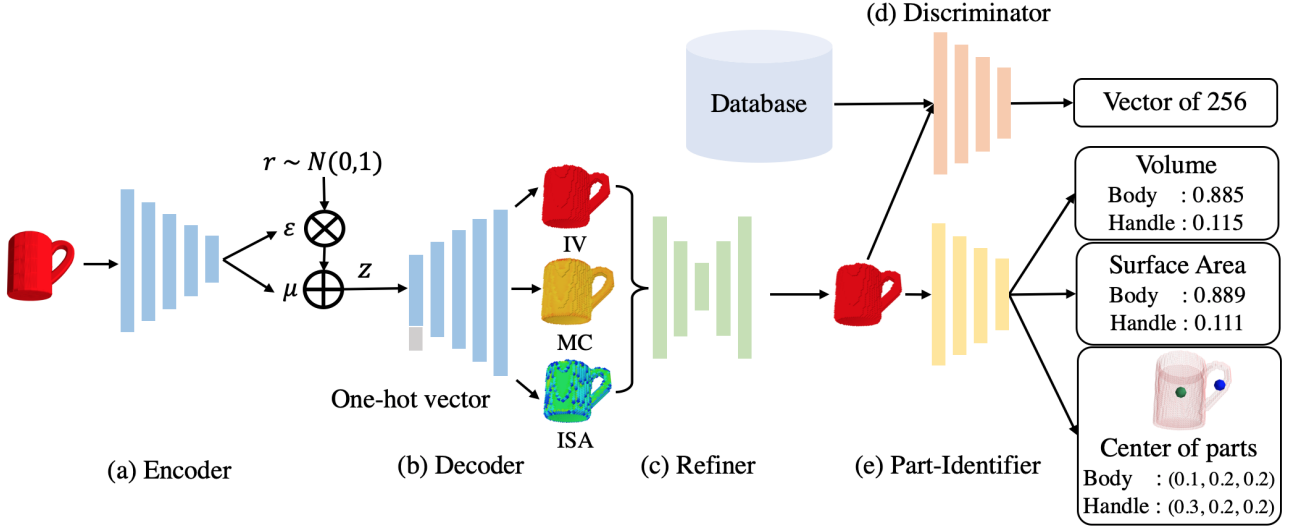 (d) Discriminator
Database
Vector of 256
r ~ N(0,1)
ε
μ
z
IV
MC
ISA
One-hot vector
Volume
Body : 0.885
Handle : 0.115
Surface Area
Body : 0.889
Handle : 0.111
Center of parts
Body : (0.1, 0.2, 0.2)
Handle : (0.3, 0.2, 0.2)
(a) Encoder
(b) Decoder
(c) Refiner
(e) Part-Identifier